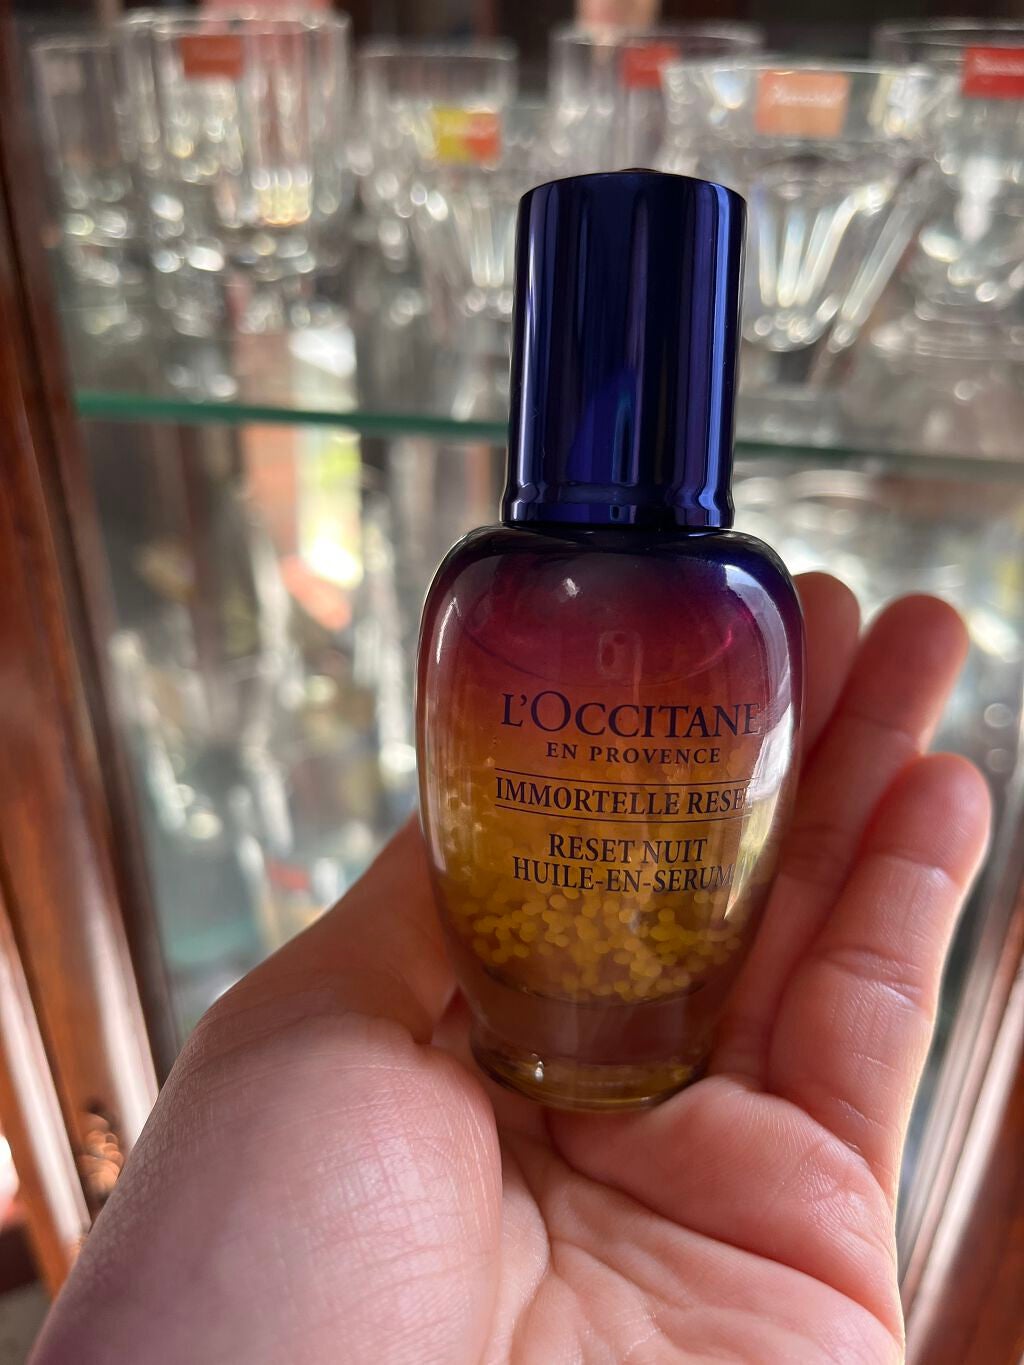 L'OCCITANE
EN PROVENCE
IMMORTELLE RESE
RESET NUIT
HUILE-EN-SERUM